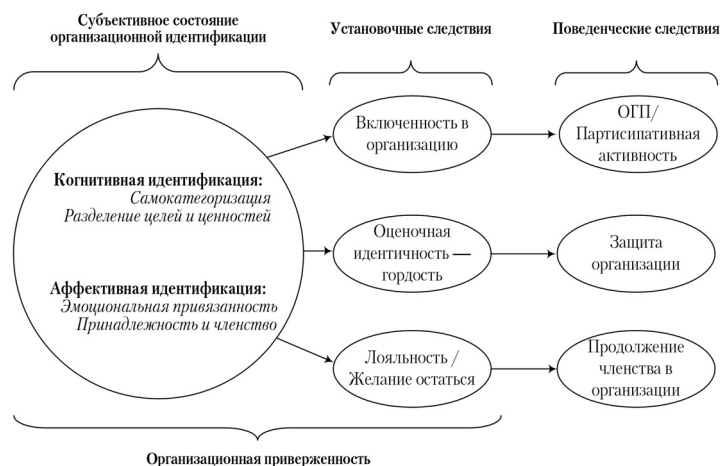 Субъективное состояние
организационной идентификации
Установочные следствия
Поведенческие следствия
Когнитивная идентификация:
Самокатегоризация
Разделение целей и ценностей
Аффективная идентификация:
Эмоциональная привязанность
Принадлежность и членство
Включенность в
организацию
ОГП/
Партисипативная
активность
Оценочная
идентичность —
гордость
Защита
организации
Лояльность /
Желание остаться
Продолжение
членства в
организации
Организационная приверженность